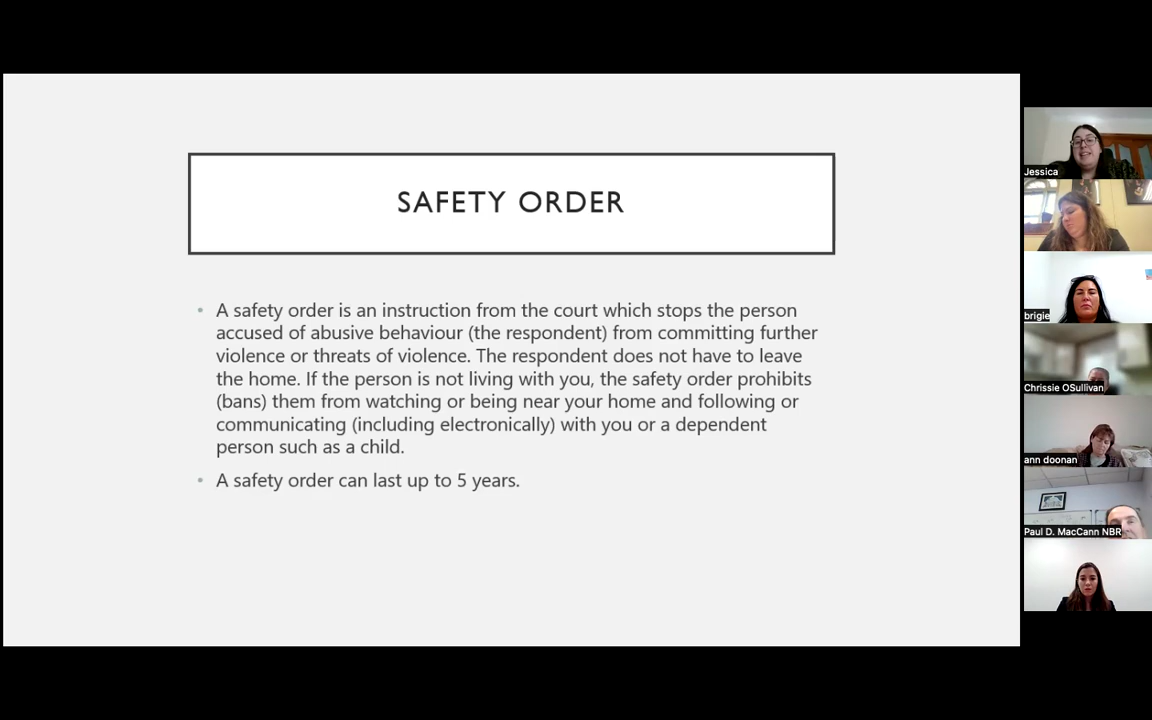 SAFETY ORDER
• A safety order is an instruction from the court which stops the person
accused of abusive behaviour (the respondent) from committing further
violence or threats of violence. The respondent does not have to leave
the home. If the person is not living with you, the safety order prohibits
(bans) them from watching or being near your home and following or
communicating (including electronically) with you or a dependent
person such as a child.
• A safety order can last up to 5 years.
Jessica
brigie
Chrissie OSullivan
ann doonan
Paul D. MacCann NBR